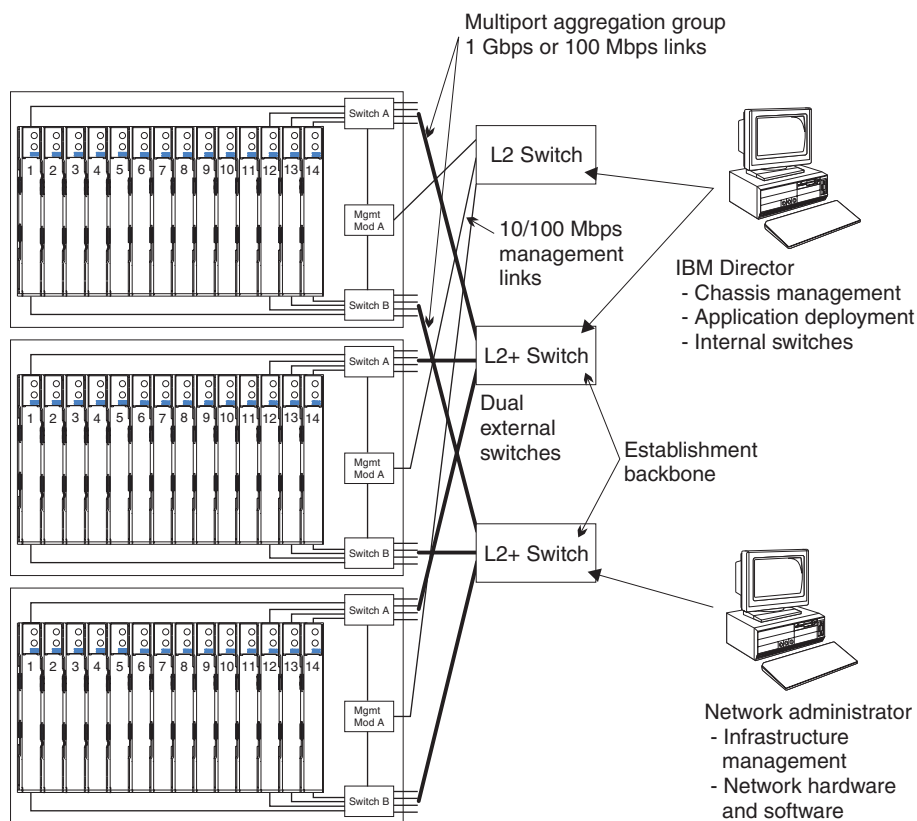 Multiport aggregation group
1 Gbps or 100 Mbps links
Switch A
1 2 3 4 5 6 7 8 9 10 11 12 13 14
Mgmt
Mod A
Switch B
L2 Switch
10/100 Mbps
management
links
IBM Director
- Chassis management
- Application deployment
- Internal switches
Switch A
1 2 3 4 5 6 7 8 9 10 11 12 13 14
Mgmt
Mod A
Switch B
L2+ Switch
Dual
external
switches
Establishment
backbone
L2+ Switch
Switch A
1 2 3 4 5 6 7 8 9 10 11 12 13 14
Mgmt
Mod A
Switch B
Network administrator
- Infrastructure
management
- Network hardware
and software